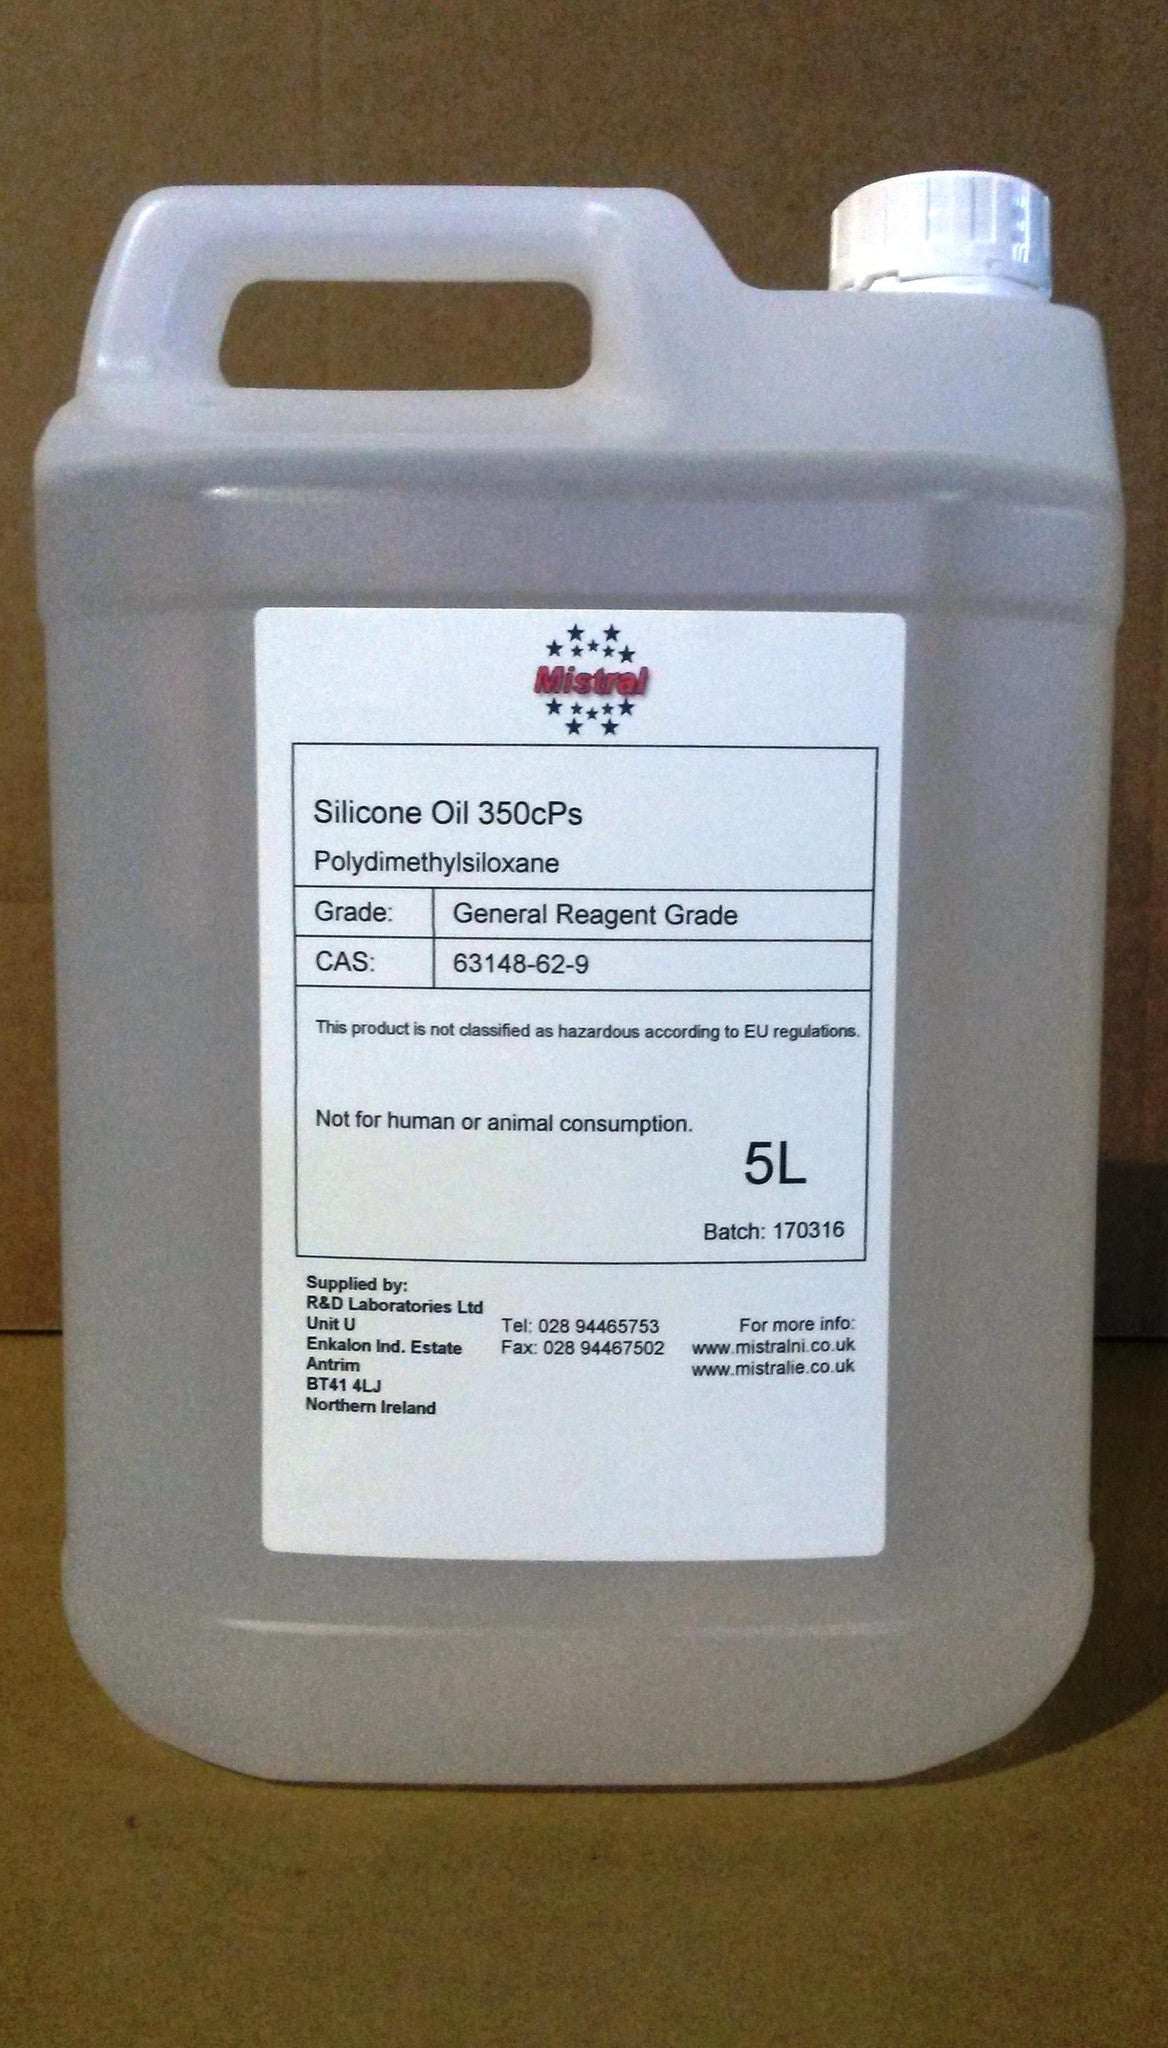 Mistral
Silicone Oil 350cPs
Polydimethylsiloxane
Grade: General Reagent Grade
CAS: 63148-62-9
This product is not classified as hazardous according to EU regulations.
Not for human or animal consumption.
5L
Batch: 170316
Supplied by:
R&D Laboratories Ltd
Unit U
Enkalon Ind. Estate
Antrim
BT41 4LJ
Northern Ireland
Tel: 028 94465753
Fax: 028 94467502
For more info:
www.mistralni.co.uk
www.mistralie.co.uk